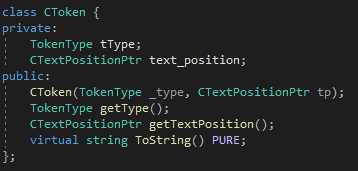 class CToken {
private:
    TokenType tType;
    CTextPositionPtr text_position;
public:
    CToken(TokenType _type, CTextPositionPtr tp);
    TokenType getType();
    CTextPositionPtr getTextPosition();
    virtual string ToString() PURE;
};